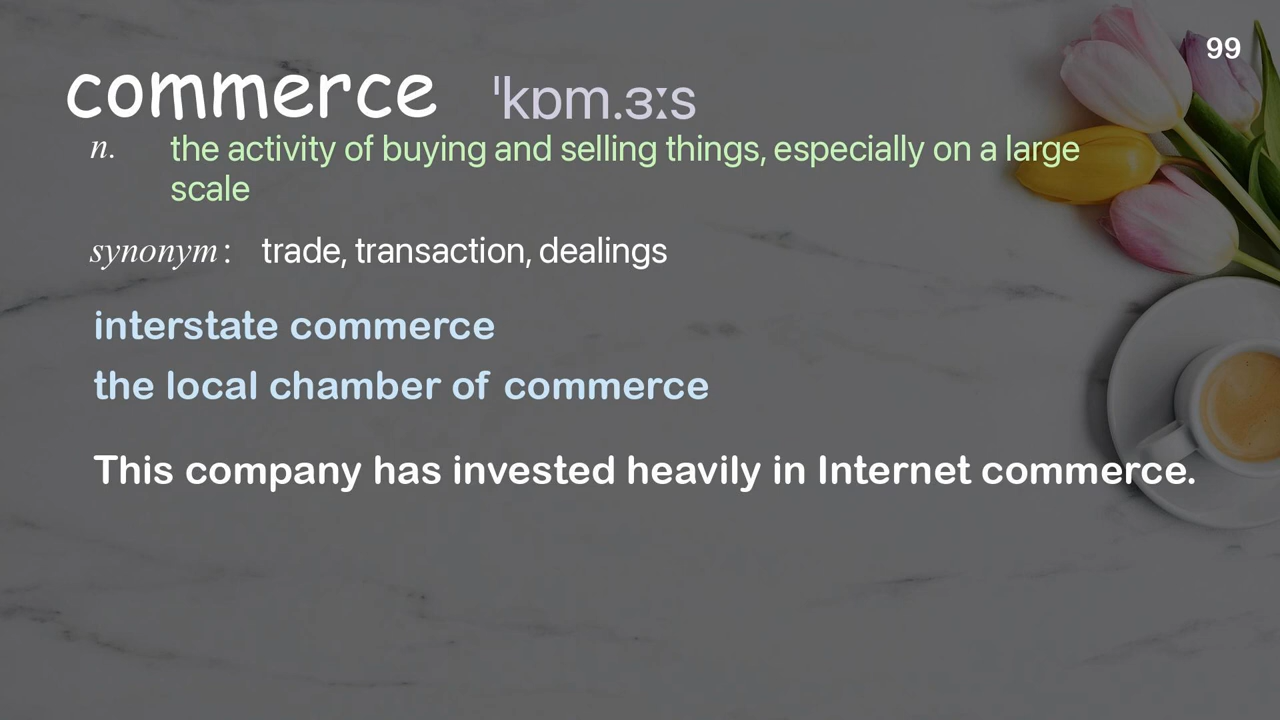 99
commerce ˈkɒm.ɜːs
n. the activity of buying and selling things, especially on a large
scale
synonym: trade, transaction, dealings
interstate commerce
the local chamber of commerce
This company has invested heavily in Internet commerce.